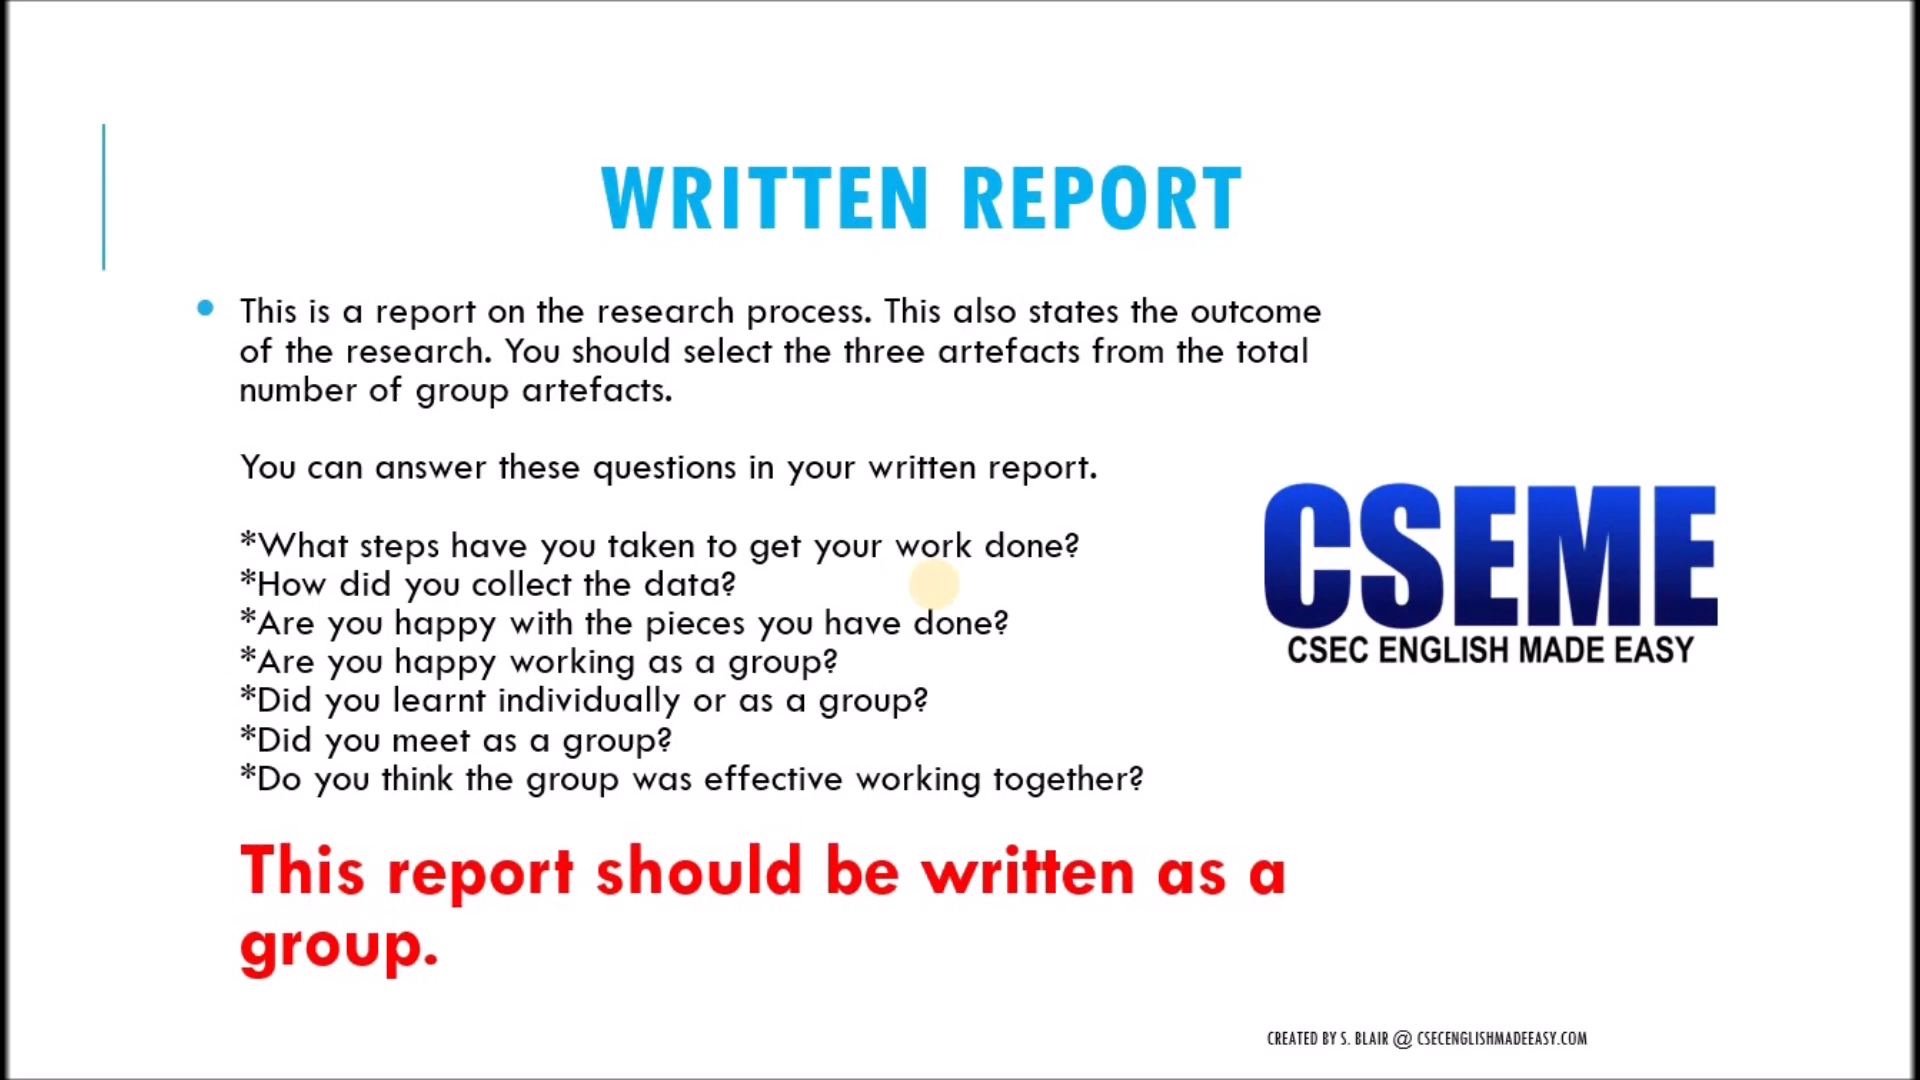 WRITTEN REPORT
This is a report on the research process. This also states the outcome
of the research. You should select the three artefacts from the total
number of group artefacts.
You can answer these questions in your written report.
*What steps have you taken to get your work done?
*How did you collect the data?
*Are you happy with the pieces you have done?
*Are you happy working as a group?
*Did you learnt individually or as a group?
*Did you meet as a group?
*Do you think the group was effective working together?
This report should be written as a
group.
CSEME
CSEC ENGLISH MADE EASY
CREATED BY S. BLAIR @ CSECENGLISHMADEEASY.COM